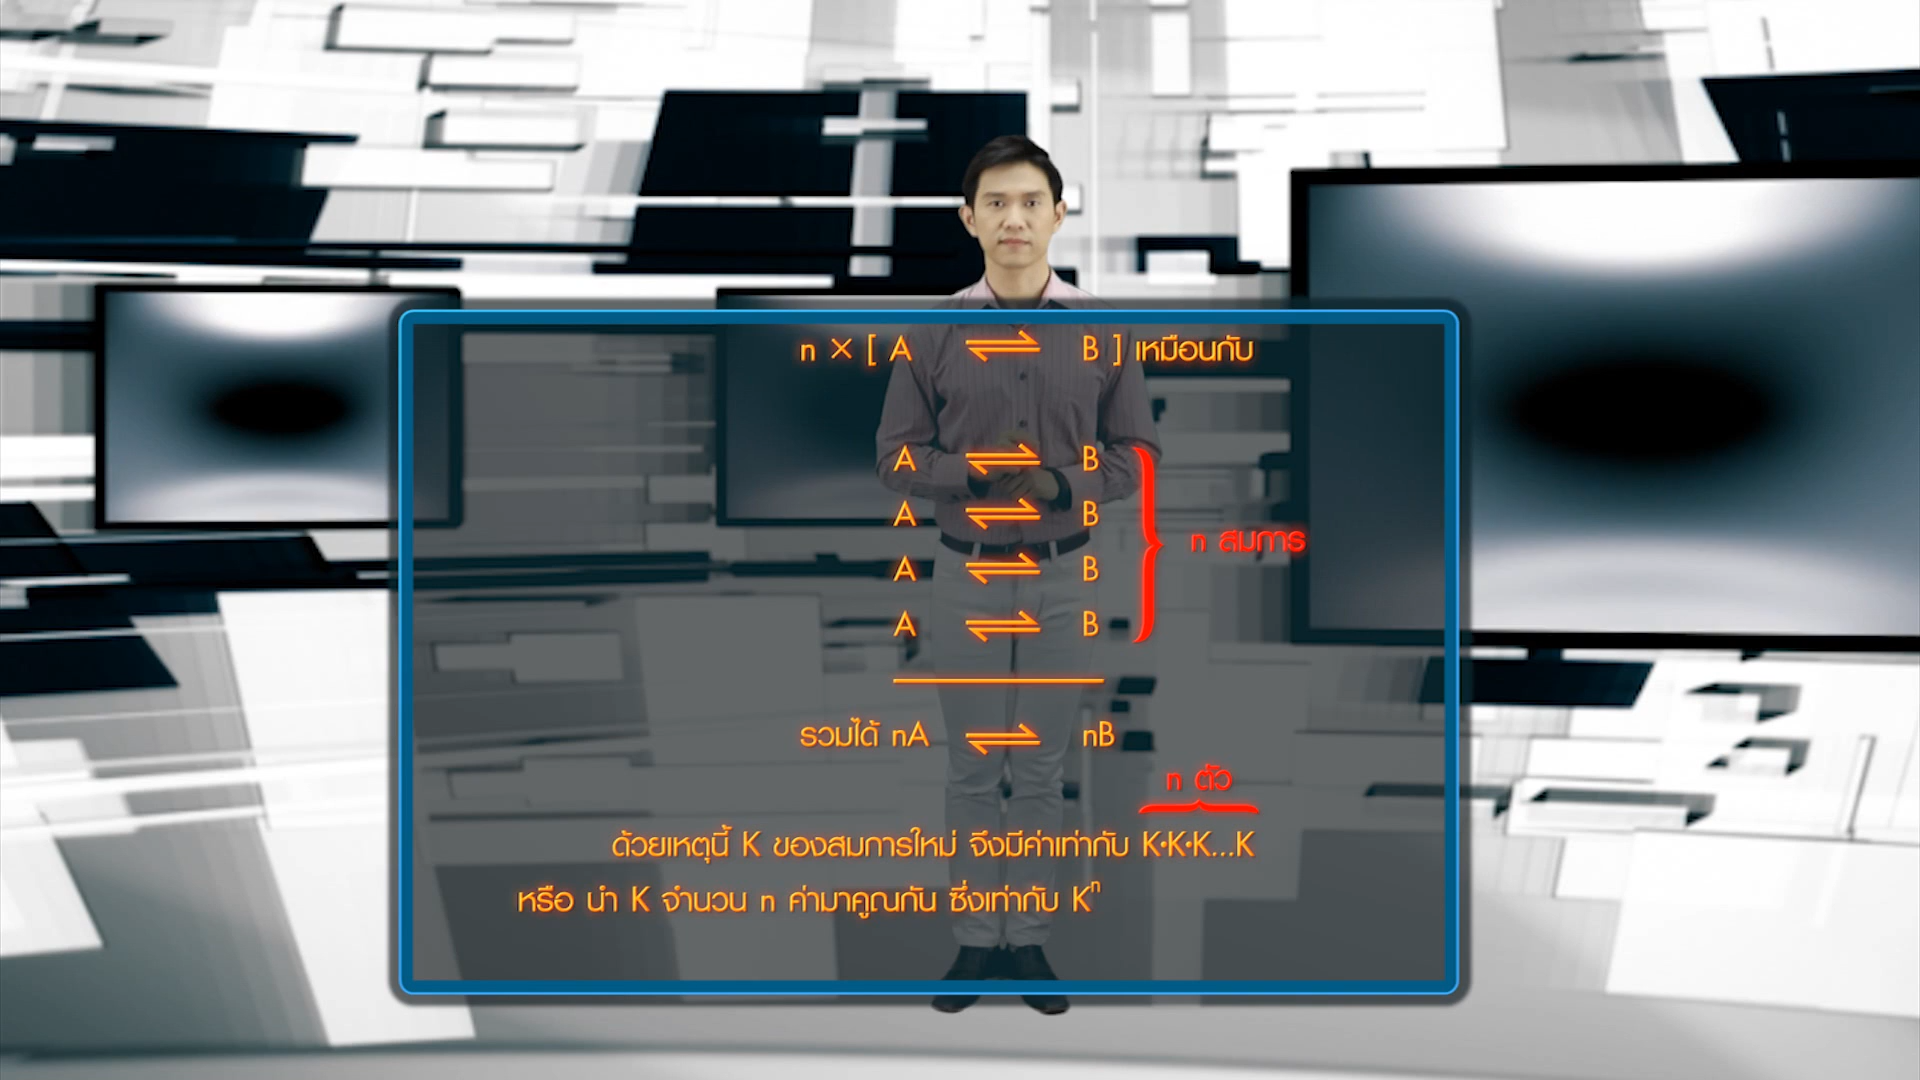 n × [ A ⇌ B ] เหมือนกับ
A ⇌ B
A ⇌ B
A ⇌ B
A ⇌ B
n สมการ
รวมได้ nA ⇌ nB
n ตัว
ด้วยเหตุนี้ K ของสมการใหม่ จึงมีค่าเท่ากับ K•K•K...K
หรือ นำ K จำนวน n ค่ามาคูณกัน ซึ่งเท่ากับ Kⁿ